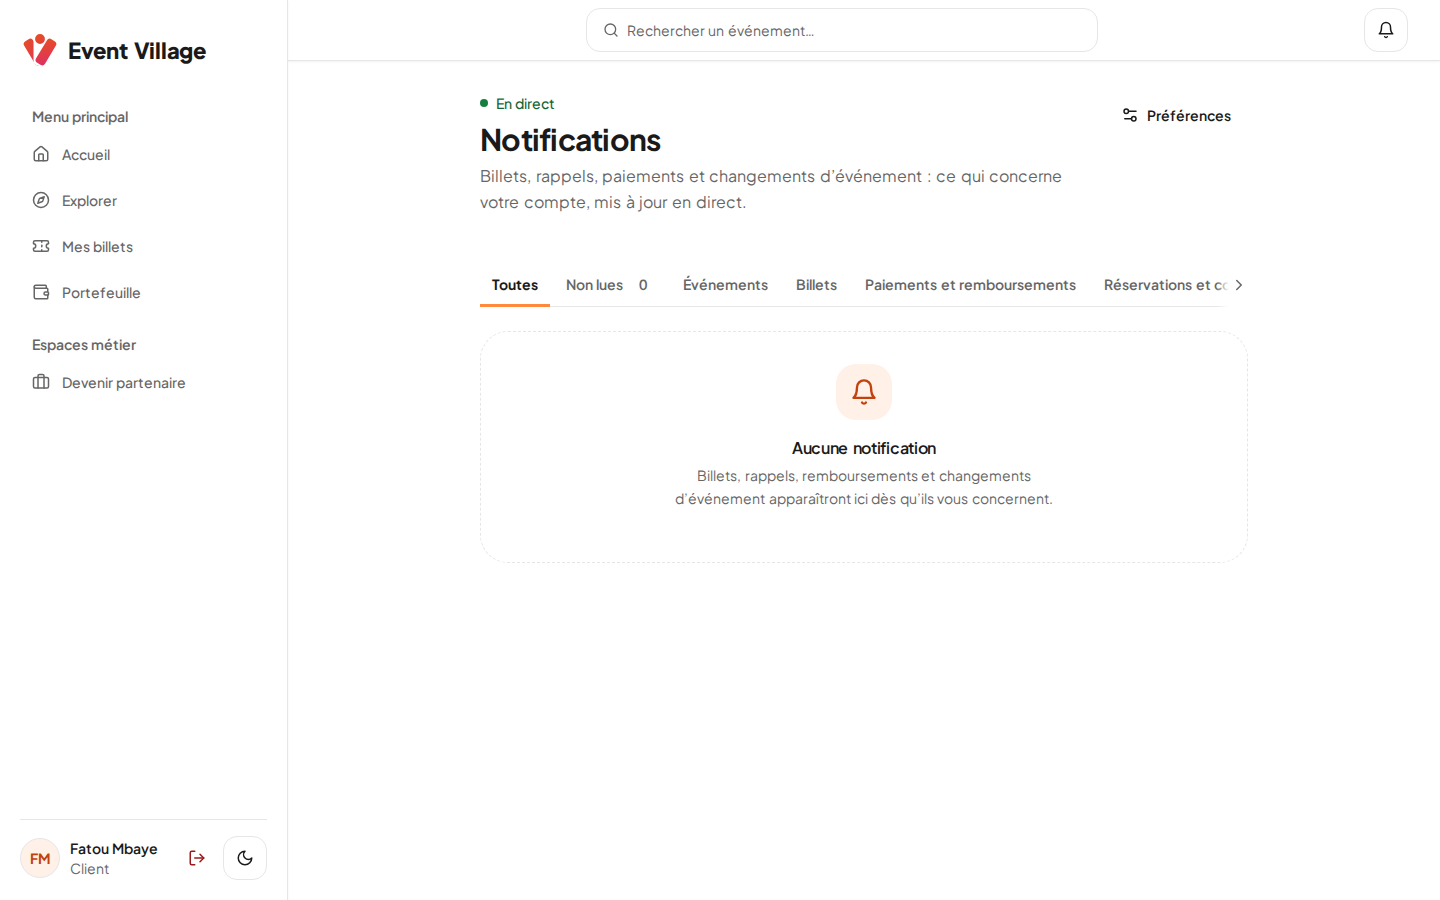 Event Village
Rechercher un événement…
Menu principal
Accueil
Explorer
Mes billets
Portefeuille
Espaces métier
Devenir partenaire
En direct
Préférences
Notifications
Billets, rappels, paiements et changements d’événement : ce qui concerne
votre compte, mis à jour en direct.
Toutes
Non lues 0
Événements
Billets
Paiements et remboursements
Réservations et
Aucune notification
Billets, rappels, remboursements et changements
d’événement apparaîtront ici dès qu’ils vous concernent.
FM
Fatou Mbaye
Client